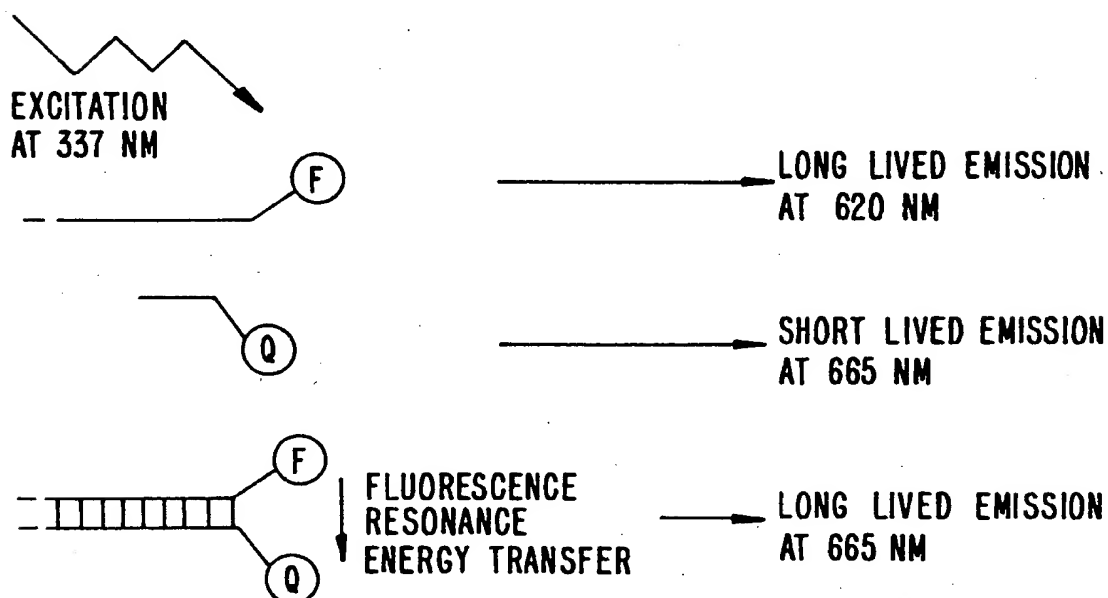 EXCITATION
AT 337 NM
F
LONG LIVED EMISSION
AT 620 NM
Q
SHORT LIVED EMISSION
AT 665 NM
F
FLUORESCENCE
RESONANCE
ENERGY TRANSFER
LONG LIVED EMISSION
AT 665 NM
Q